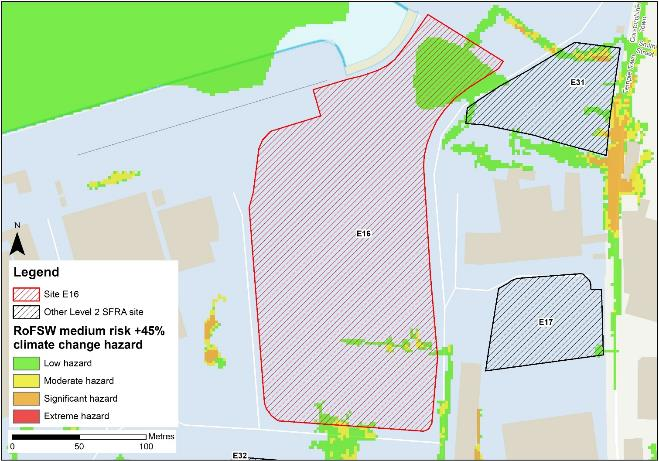 E31
E16
E17
N
Legend
Site E16
Other Level 2 SFRA site
RoFSW medium risk +45%
climate change hazard
Low hazard
Moderate hazard
Significant hazard
Extreme hazard
Metres
0 50 100
E32